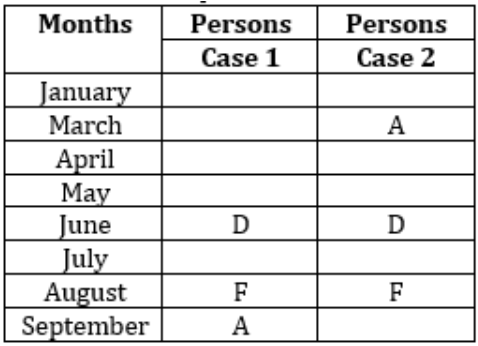 Months Persons Persons
Case 1 Case 2
January
March A
April
May
June D D
July
August F F
September A